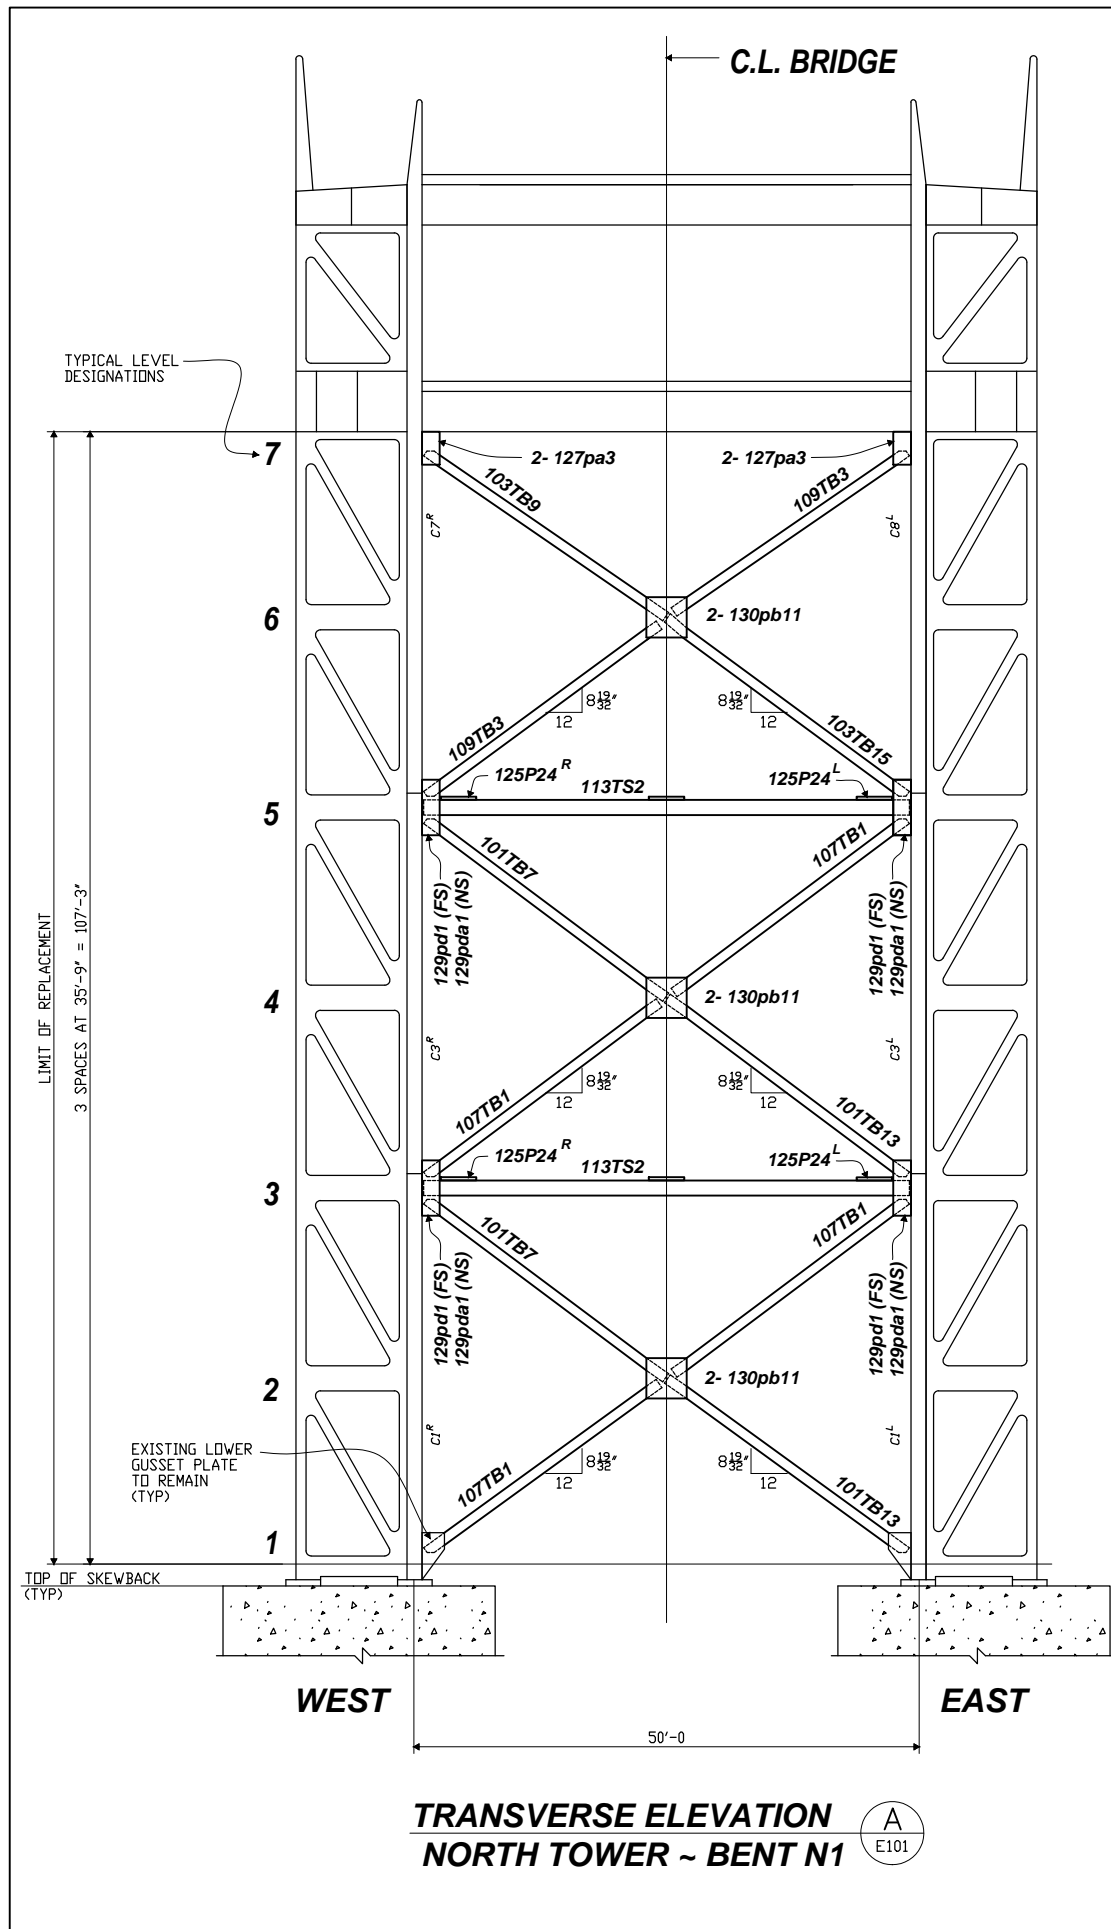 C.L. BRIDGE
TYPICAL LEVEL
DESIGNATIONS
7
2- 127pa3
2- 127pa3
103TB9
109TB3
C7R
C8L
6
2- 130pb11
8 19/32"
12
8 19/32"
12
109TB3
103TB15
125P24 R
113TS2
125P24 L
5
101TB7
107TB1
129pd1 (FS)
129pda1 (NS)
129pd1 (FS)
129pda1 (NS)
LIMIT OF REPLACEMENT
3 SPACES AT 35'-9" = 107'-3"
4
2- 130pb11
C3R
C3L
8 19/32"
12
8 19/32"
12
107TB1
101TB13
125P24 R
113TS2
125P24 L
3
101TB7
107TB1
129pd1 (FS)
129pda1 (NS)
129pd1 (FS)
129pda1 (NS)
2
2- 130pb11
C1R
C1L
EXISTING LOWER
GUSSET PLATE
TO REMAIN
(TYP)
8 19/32"
12
8 19/32"
12
107TB1
101TB13
1
TOP OF SKEWBACK
(TYP)
WEST
EAST
50'-0
TRANSVERSE ELEVATION
NORTH TOWER ~ BENT N1
A
E101